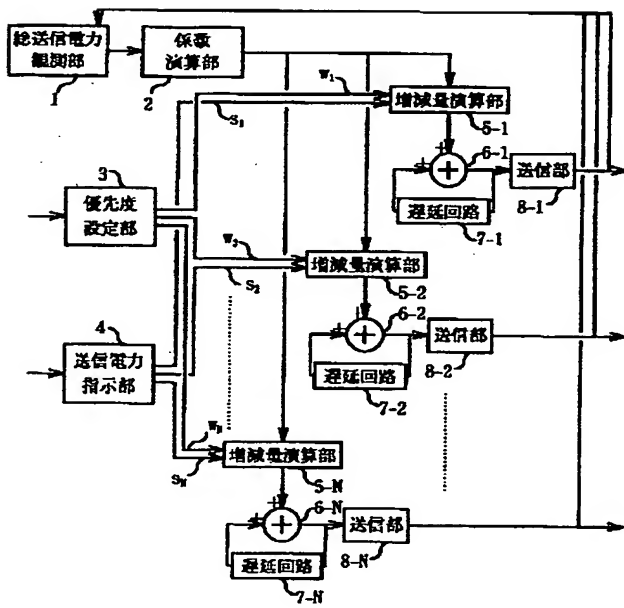 総送信電力
観測部
1
係数
演算部
2
W₁
S₁
増減量演算部
5-1
+
+
+
6-1
送信部
8-1
遅延回路
7-1
3
優先度
設定部
W₂
S₂
増減量演算部
5-2
+
6-2
送信部
8-2
遅延回路
7-2
4
送信電力
指示部
W_N
S_N
増減量演算部
5-N
+
+
6-N
送信部
8-N
遅延回路
7-N